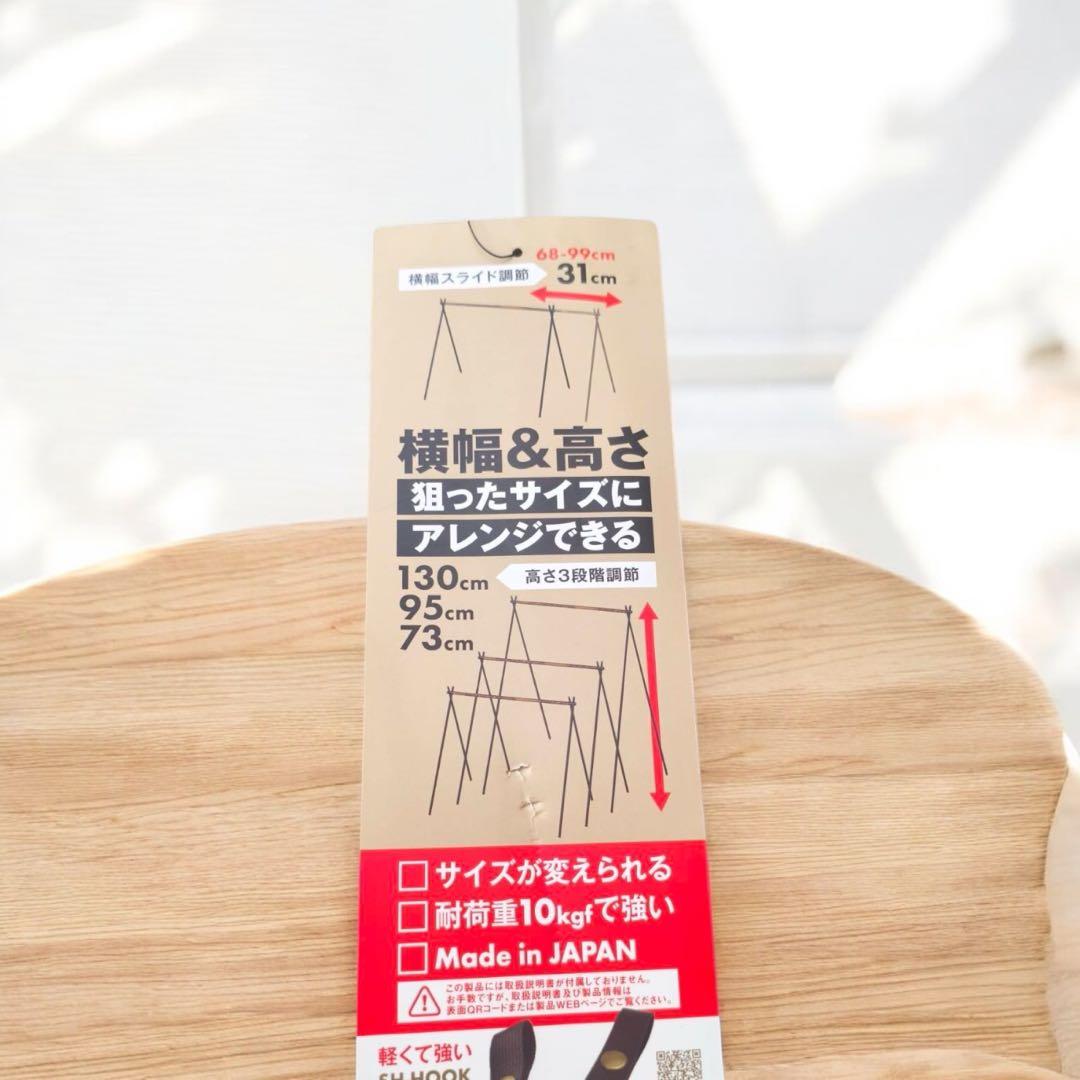 68-99cm
横幅スライド調節 31cm
横幅&高さ
狙ったサイズに
アレンジできる
130cm 高さ3段階調節
95cm
73cm
サイズが変えられる
耐荷重10kgfで強い
Made in JAPAN
この製品には取扱説明書が付属しておりません。
お手数ですが、取扱説明書及び製品情報は
表面QRコードまたは製品WEBページでご覧ください。
軽くて強い
SH HOOK